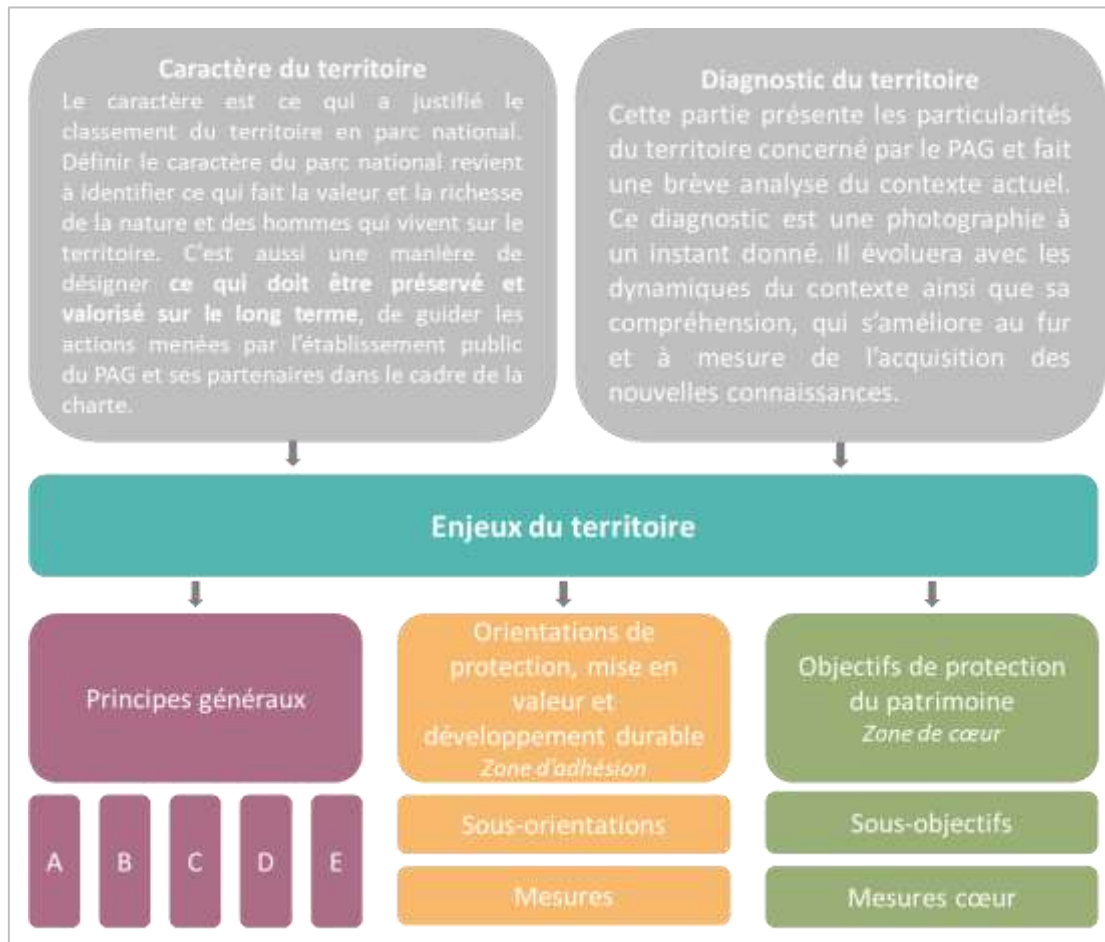 Caractère du territoire
Le caractère est ce qui a justifié le
classement du territoire en parc national.
Définir le caractère du parc national revient
à identifier ce qui fait la valeur et la richesse
de la nature et des hommes qui vivent sur le
territoire. C'est aussi une manière de
désigner ce qui doit être préservé et
valorisé sur le long terme, de guider les
actions menées par l'établissement public
du PAG et ses partenaires dans le cadre de la
charte.
Diagnostic du territoire
Cette partie présente les particularités
du territoire concerné par le PAG et fait
une brève analyse du contexte actuel.
Ce diagnostic est une photographie à
un instant donné. Il évoluera avec les
dynamiques du contexte ainsi que sa
compréhension, qui s'améliore au fur
et à mesure de l'acquisition des
nouvelles connaissances.
Enjeux du territoire
Principes généraux
A
B
C
D
E
Orientations de
protection, mise en
valeur et
développement durable
Zone d'adhésion
Sous-orientations
Mesures
Objectifs de protection
du patrimoine
Zone de cœur
Sous-objectifs
Mesures cœur